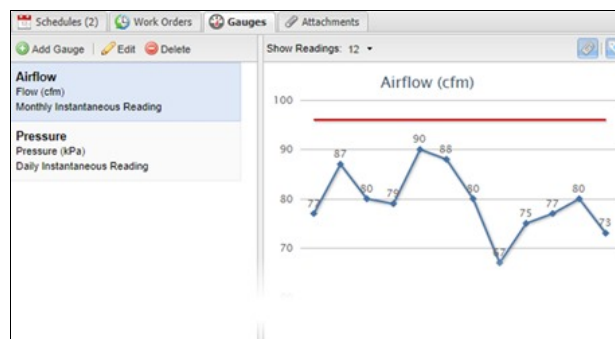 Schedules (2) Work Orders Gauges Attachments
Add Gauge Edit Delete
Show Readings: 12
Airflow
Flow (cfm)
Monthly Instantaneous Reading
Pressure
Pressure (kPa)
Daily Instantaneous Reading
Airflow (cfm)
100
90
80
70
77 87 80 79 90 88 80 67 75 77 80 73